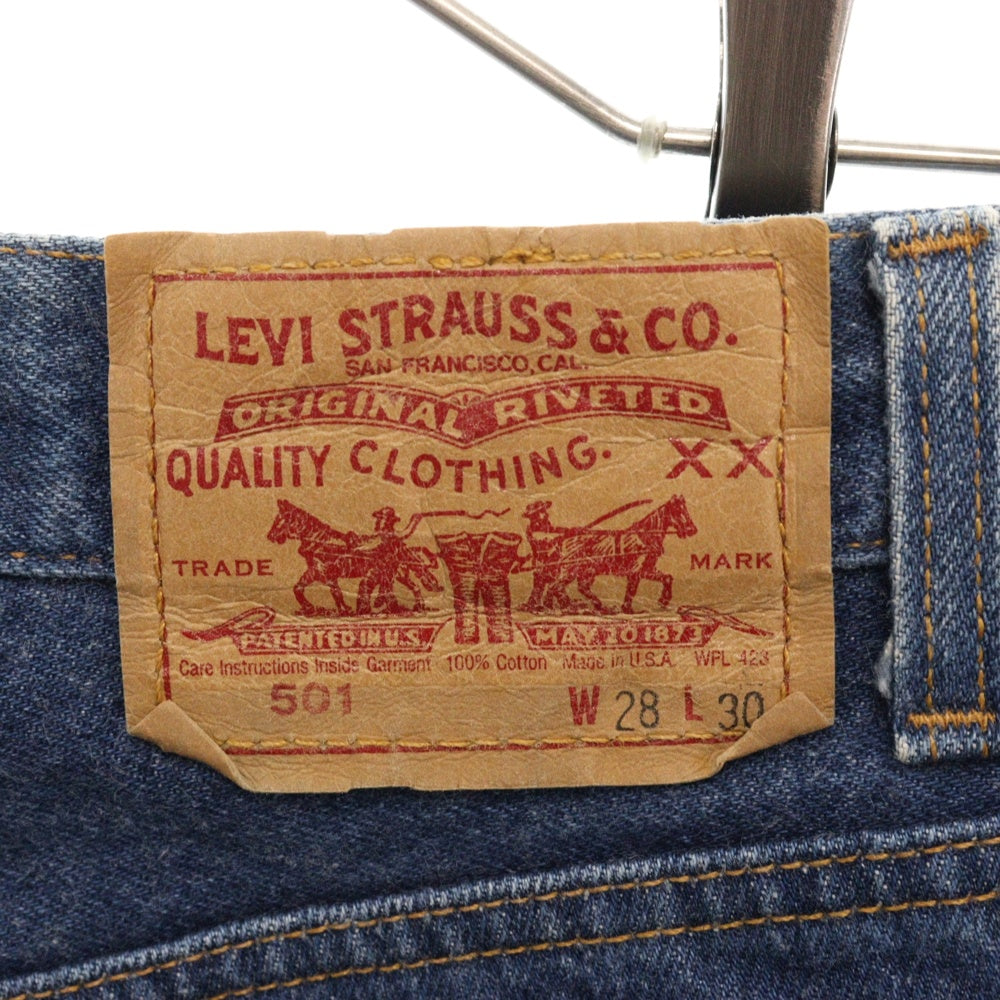 LEVI STRAUSS & CO.
SAN FRANCISCO, CAL.
ORIGINAL RIVETED
QUALITY CLOTHING. XX
TRADE MARK
PATENTED IN U.S. MAY 20 1873
Care Instructions Inside Garment 100% Cotton Made in U.S.A. WPL 423
501 W 28 L 30